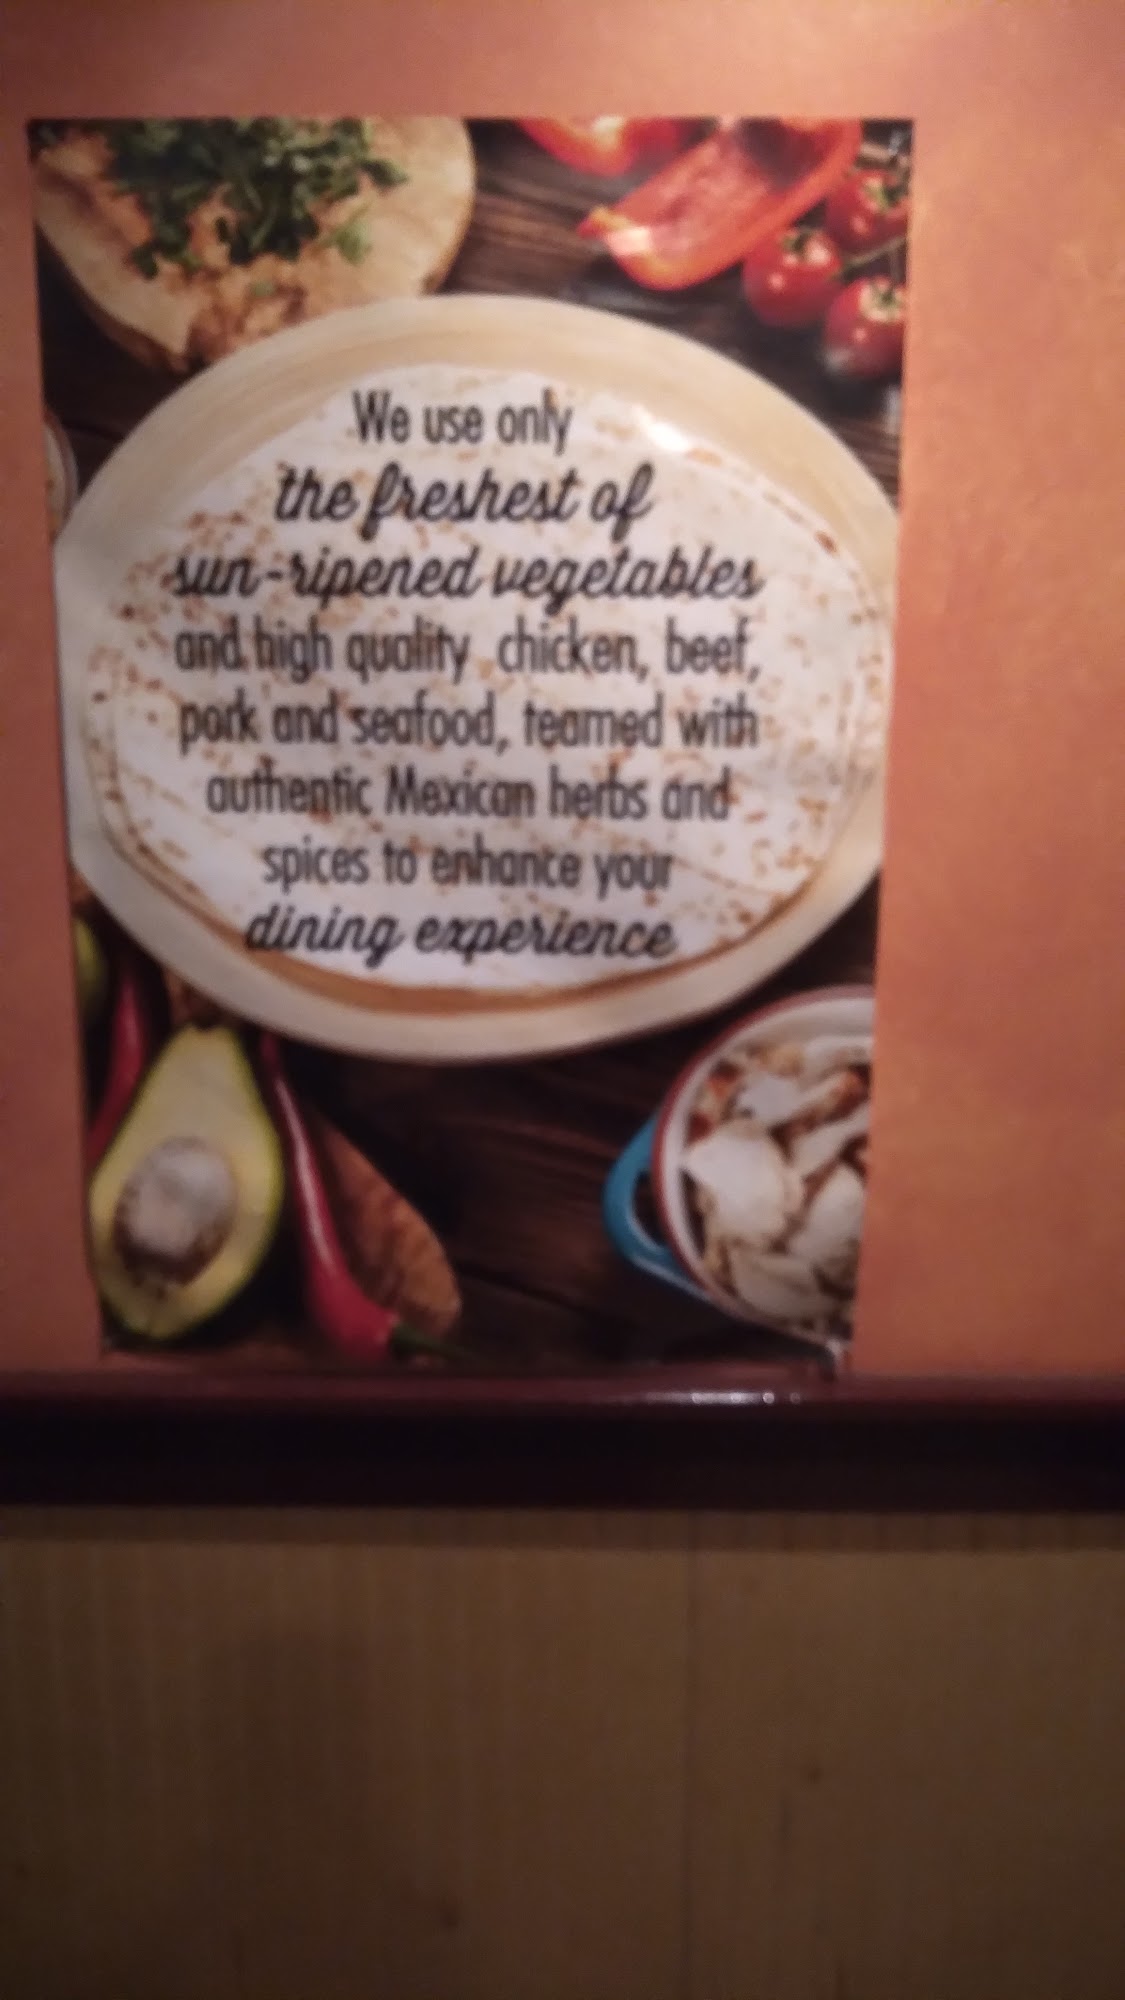 We use only
the freshest of
sun-ripened vegetables
and high quality chicken, beef,
pork and seafood, teamed with
authentic Mexican herbs and
spices to enhance your
dining experience